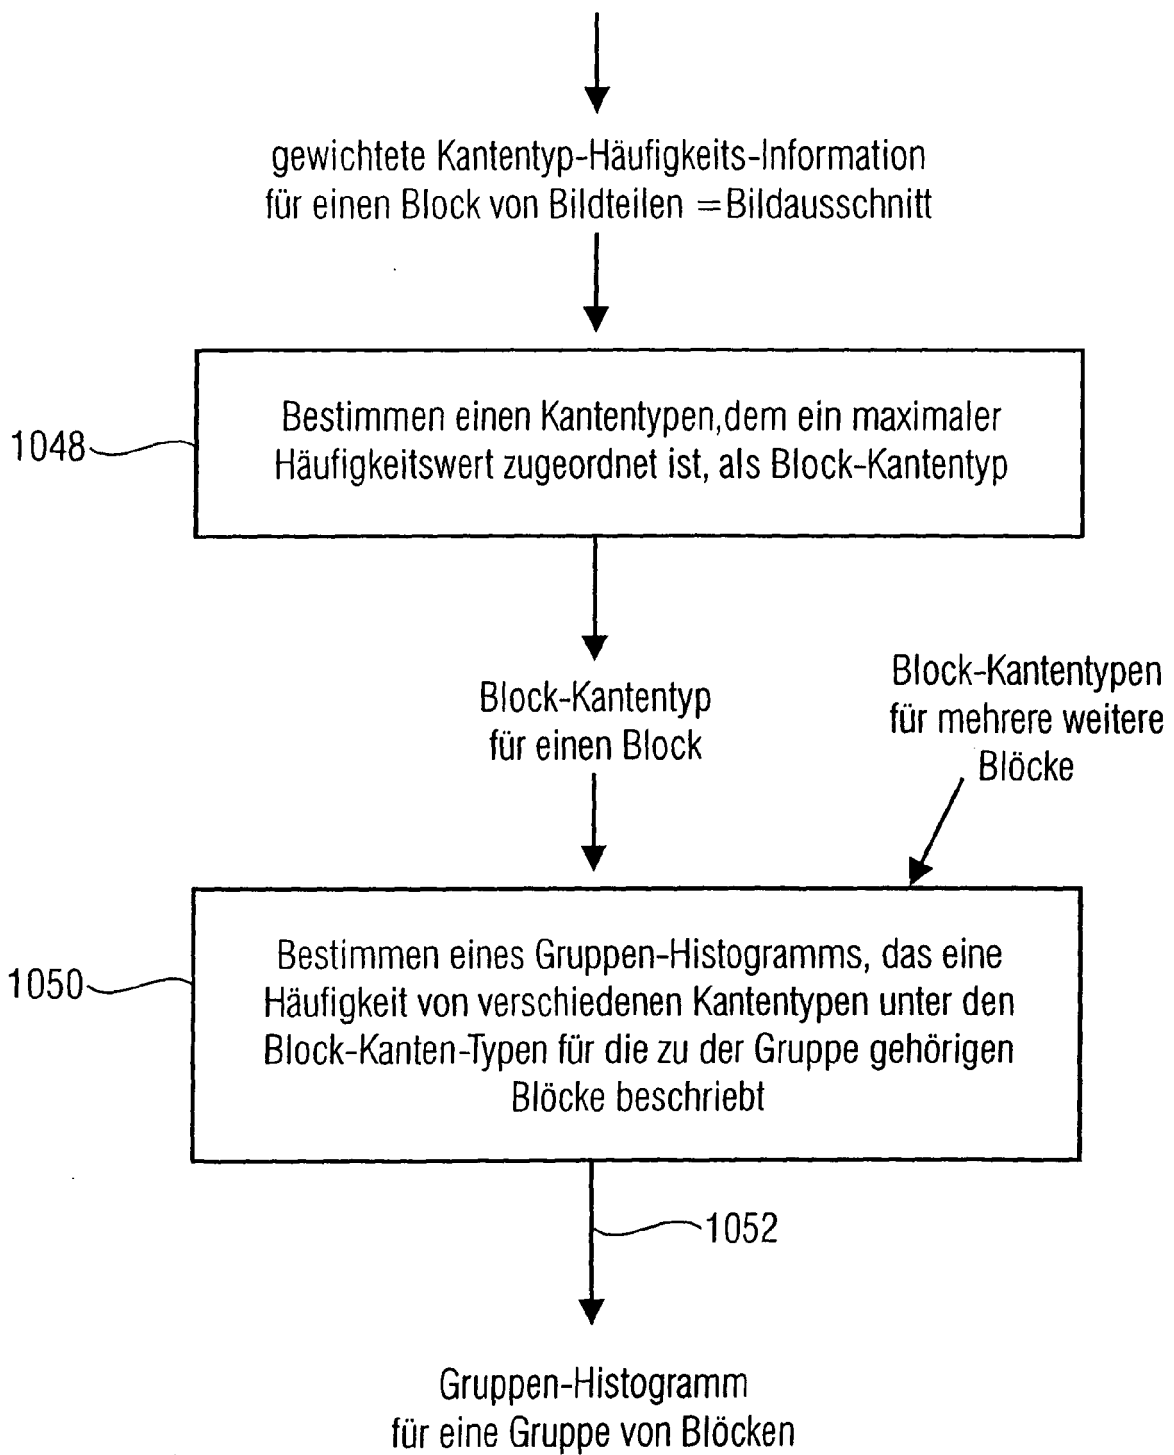 gewichtete Kantentyp-Häufigkeits-Information
für einen Block von Bildteilen =Bildausschnitt
1048
Bestimmen einen Kantentypen,dem ein maximaler
Häufigkeitswert zugeordnet ist, als Block-Kantentyp
Block-Kantentyp
für einen Block
Block-Kantentypen
für mehrere weitere
Blöcke
1050
Bestimmen eines Gruppen-Histogramms, das eine
Häufigkeit von verschiedenen Kantentypen unter den
Block-Kanten-Typen für die zu der Gruppe gehörigen
Blöcke beschriebt
1052
Gruppen-Histogramm
für eine Gruppe von Blöcken